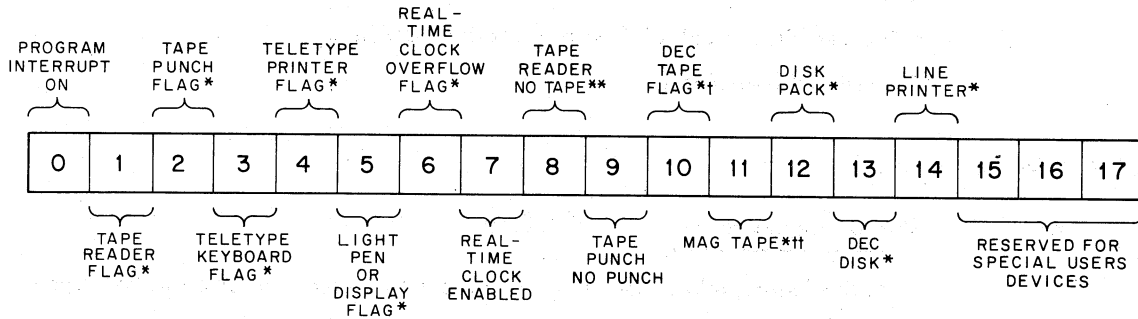 PROGRAM
INTERRUPT
ON
TAPE
PUNCH
FLAG*
TELETYPE
PRINTER
FLAG*
REAL-
TIME
CLOCK
OVERFLOW
FLAG*
TAPE
READER
NO TAPE**
DEC
TAPE
FLAG*†
DISK
PACK*
LINE
PRINTER*
0 1 2 3 4 5 6 7 8 9 10 11 12 13 14 15 16 17
TAPE
READER
FLAG*
TELETYPE
KEYBOARD
FLAG*
LIGHT
PEN
OR
DISPLAY
FLAG*
REAL-
TIME
CLOCK
ENABLED
TAPE
PUNCH
NO PUNCH
MAG TAPE*††
DEC
DISK*
RESERVED FOR
SPECIAL USERS
DEVICES